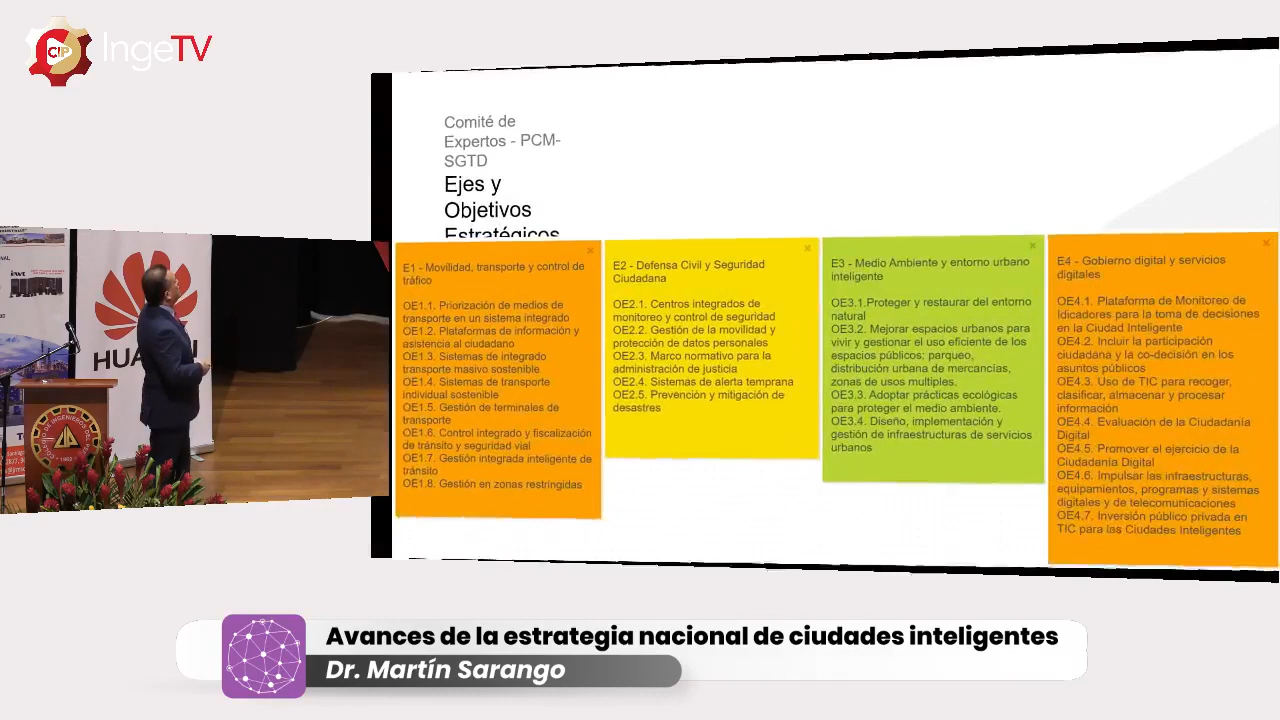 CIP IngeTV
Comité de
Expertos - PCM-
SGTD
Ejes y
Objetivos
Estratégicos
E1 - Movilidad, transporte y control de
tráfico
OE1.1. Priorización de medios de
transporte en un sistema integrado
OE1.2. Plataformas de información y
asistencia al ciudadano
OE1.3. Sistemas de integrado
transporte masivo sostenible
OE1.4. Sistemas de transporte
individual sostenible
OE1.5. Gestión de terminales de
transporte
OE1.6. Control integrado y fiscalización
de tránsito y seguridad vial
OE1.7. Gestión integrada inteligente de
tránsito
OE1.8. Gestión en zonas restringidas
E2 - Defensa Civil y Seguridad
Ciudadana
OE2.1. Centros integrados de
monitoreo y control de seguridad
OE2.2. Gestión de la movilidad y
protección de datos personales
OE2.3. Marco normativo para la
administración de justicia
OE2.4. Sistemas de alerta temprana
OE2.5. Prevención y mitigación de
desastres
E3 - Medio Ambiente y entorno urbano
inteligente
OE3.1.Proteger y restaurar del entorno
natural
OE3.2. Mejorar espacios urbanos para
vivir y gestionar el uso eficiente de los
espacios públicos: parqueo,
distribución urbana de mercancías,
zonas de usos multiples.
OE3.3. Adoptar prácticas ecológicas
para proteger el medio ambiente.
OE3.4. Diseño, implementación y
gestión de infraestructuras de servicios
urbanos
E4 - Gobierno digital y servicios
digitales
OE4.1. Plataforma de Monitoreo de
Idicadores para la toma de decisiones
en la Ciudad Inteligente
OE4.2. Incluir la participación
ciudadana y la co-decisión en los
asuntos públicos
OE4.3. Uso de TIC para recoger,
clasificar, almacenar y procesar
información
OE4.4. Evaluación de la Ciudadanía
Digital
OE4.5. Promover el ejercicio de la
Ciudadanía Digital
OE4.6. Impulsar las infraestructuras,
equipamientos, programas y sistemas
digitales y de telecomunicaciones
OE4.7. Inversión público privada en
TIC para las Ciudades Inteligentes
Avances de la estrategia nacional de ciudades inteligentes
Dr. Martín Sarango